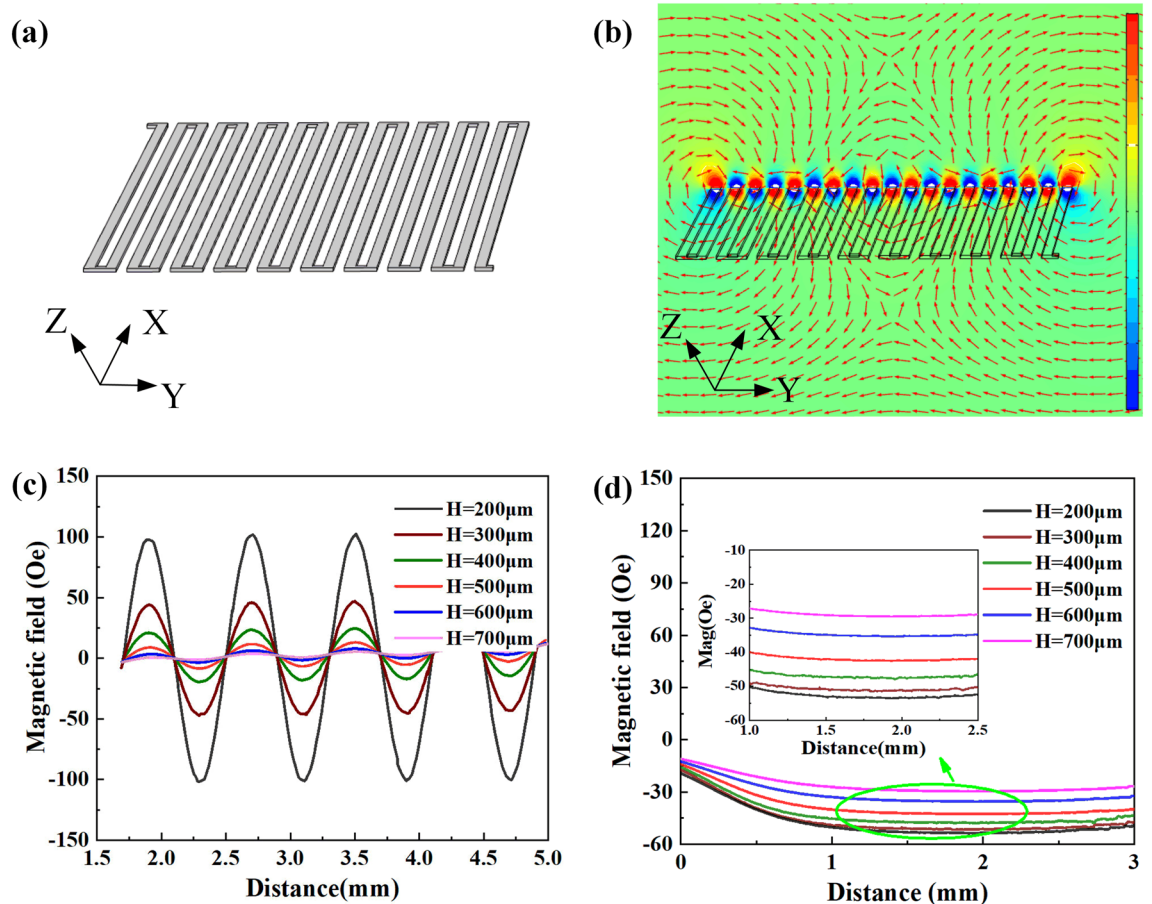 (a)
Z
X
Y
(b)
Z
X
Y
(c)
Magnetic field (Oe)
150
100
50
0
-50
-100
-150
1.5 2.0 2.5 3.0 3.5 4.0 4.5 5.0
Distance(mm)
H=200μm
H=300μm
H=400μm
H=500μm
H=600μm
H=700μm
(d)
Magnetic field (Oe)
150
120
90
60
30
0
-30
-60
0 1 2 3
Distance (mm)
H=200μm
H=300μm
H=400μm
H=500μm
H=600μm
H=700μm
Mag(Oe)
-10
-20
-30
-40
-50
-60
1.0 1.5 2.0 2.5
Distance(mm)